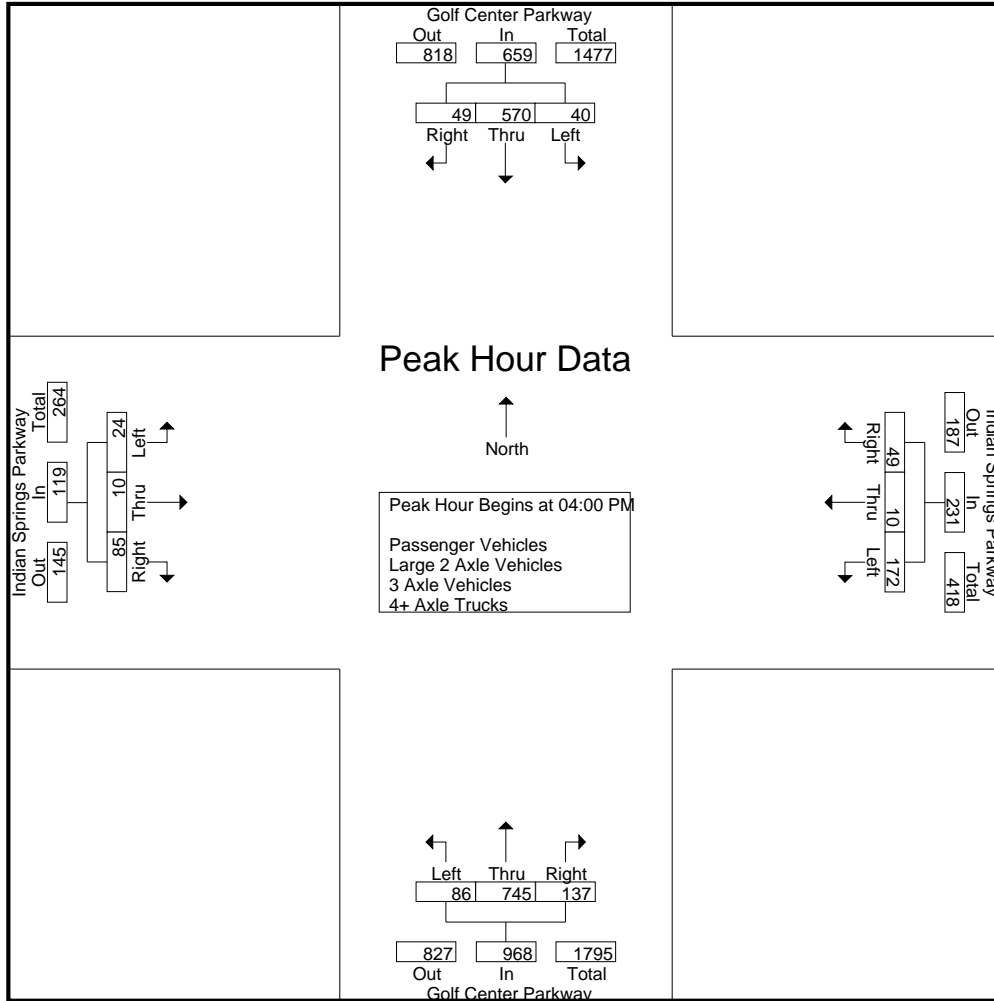 Golf Center Parkway
Out In Total
818 659 1477
49 570 40
Right Thru Left
Peak Hour Data
North
Peak Hour Begins at 04:00 PM
Passenger Vehicles
Large 2 Axle Vehicles
3 Axle Vehicles
4+ Axle Trucks
Indian Springs Parkway
Total In Out
264 119 145
24 10 85
Left Thru Right
Right Thru Left
49 10 172
187 231 418
Out In Total
Indian Springs Parkway
Left Thru Right
86 745 137
827 968 1795
Out In Total
Golf Center Parkway